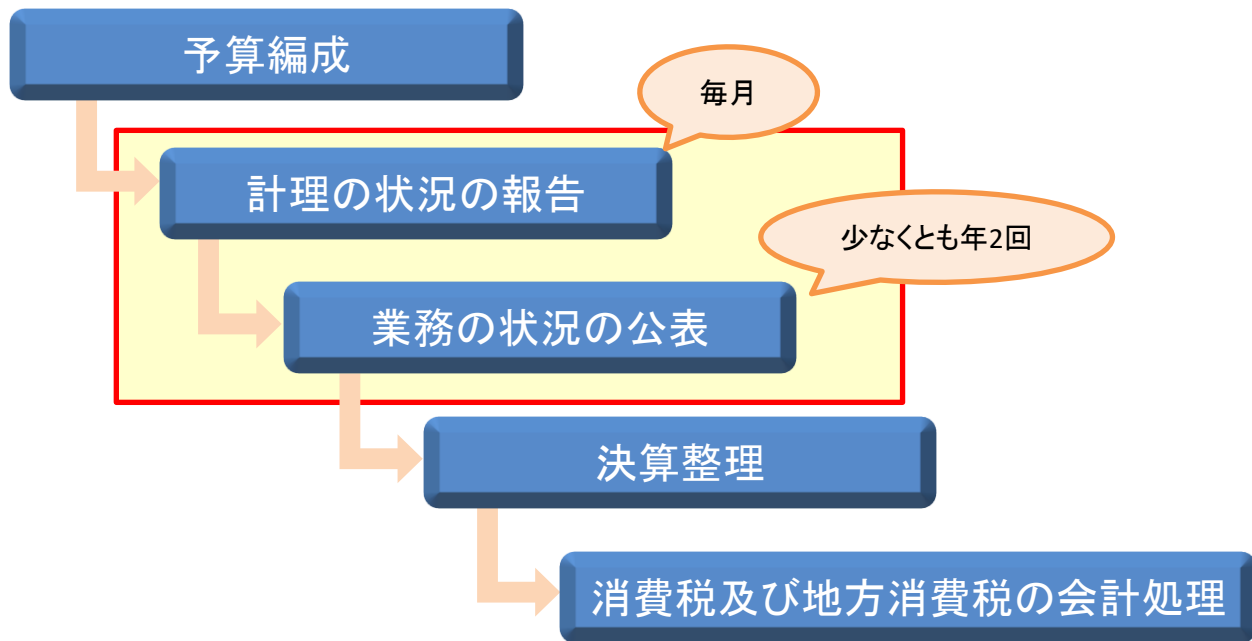 予算編成
毎月
計理の状況の報告
少なくとも年2回
業務の状況の公表
決算整理
消費税及び地方消費税の会計処理